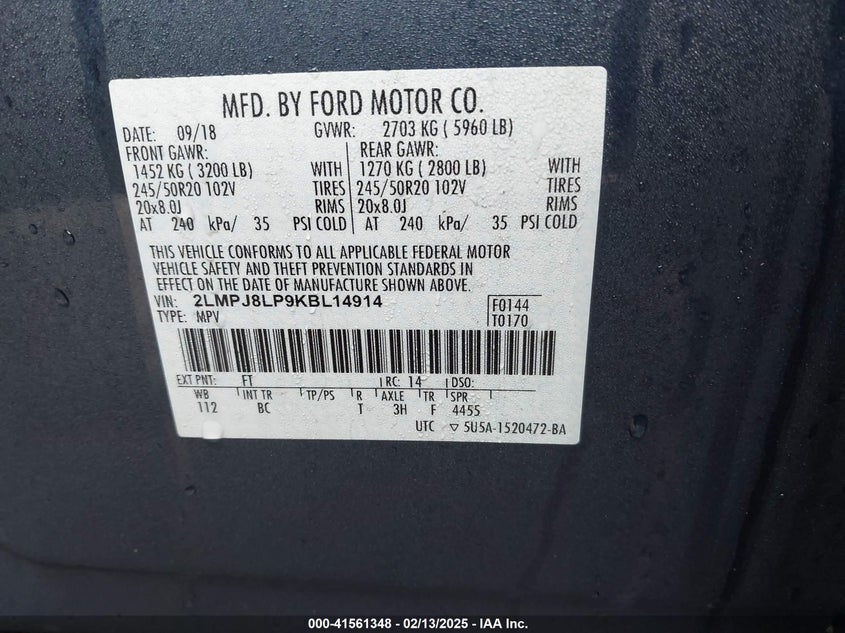 MFD. BY FORD MOTOR CO.
DATE: 09/18 GVWR: 2703 KG ( 5960 LB)
FRONT GAWR: REAR GAWR:
1452 KG ( 3200 LB) WITH 1270 KG ( 2800 LB) WITH
245/50R20 102V TIRES 245/50R20 102V TIRES
20x8.0J RIMS 20x8.0J RIMS
AT 240 kPa/ 35 PSI COLD AT 240 kPa/ 35 PSI COLD
THIS VEHICLE CONFORMS TO ALL APPLICABLE FEDERAL MOTOR
VEHICLE SAFETY AND THEFT PREVENTION STANDARDS IN
EFFECT ON THE DATE OF MANUFACTURE SHOWN ABOVE.
VIN: 2LMPJ8LP9KBL14914 F0144
TYPE: MPV T0170
EXT PNT: FT RC: 14 DSO:
WB INT TR TP/PS R AXLE TR SPR
112 BC T 3H F 4455
UTC ▽ 5U5A-1520472-BA
000-41561348 — 02/13/2025 — IAA Inc.